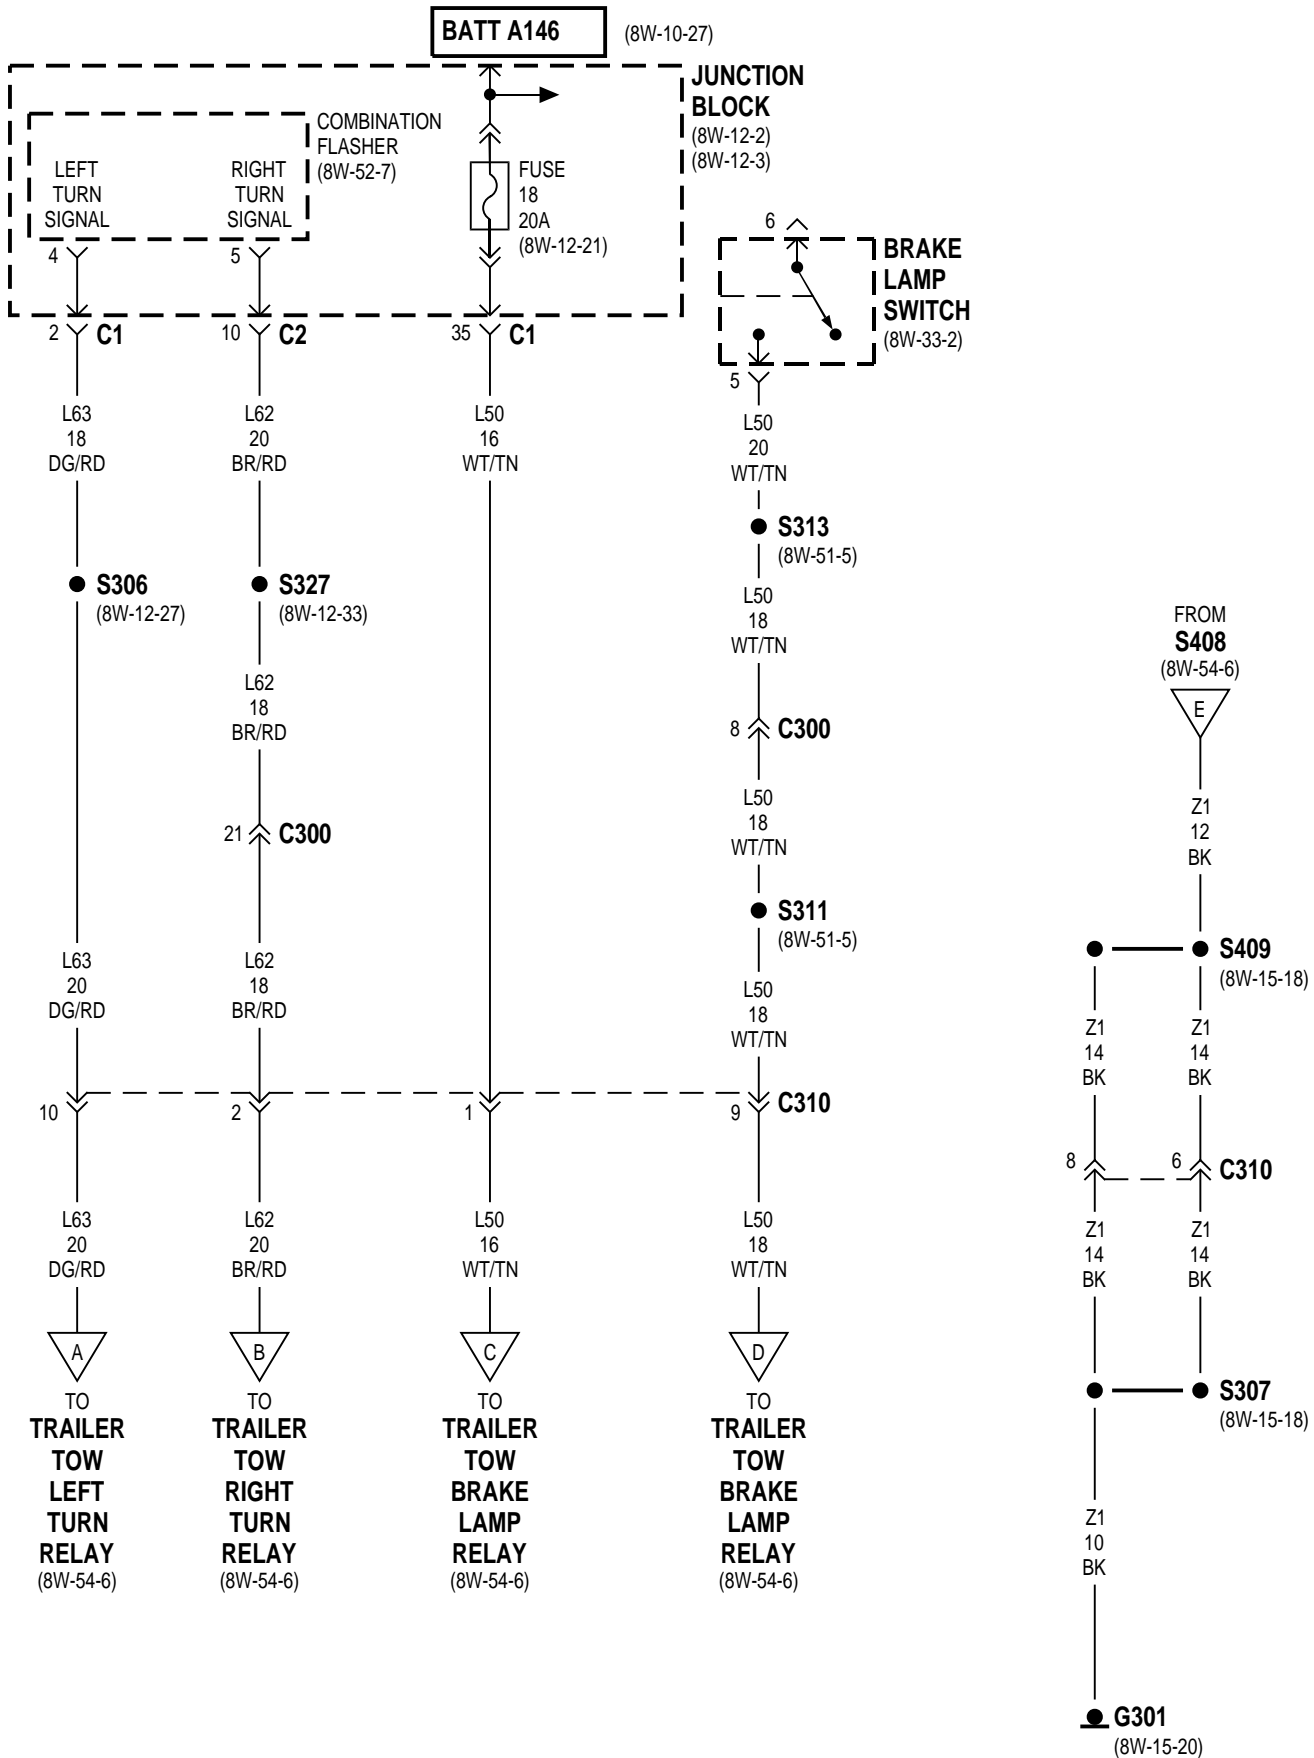 BATT A146
(8W-10-27)
JUNCTION
BLOCK
(8W-12-2)
(8W-12-3)
COMBINATION
FLASHER
(8W-52-7)
LEFT
TURN
SIGNAL
RIGHT
TURN
SIGNAL
FUSE
18
20A
(8W-12-21)
4
5
6
BRAKE
LAMP
SWITCH
(8W-33-2)
2
C1
10
C2
35
C1
5
L63
18
DG/RD
L62
20
BR/RD
L50
16
WT/TN
L50
20
WT/TN
S313
(8W-51-5)
S306
(8W-12-27)
S327
(8W-12-33)
L50
18
WT/TN
FROM
S408
(8W-54-6)
E
L62
18
BR/RD
8
C300
21
C300
L50
18
WT/TN
Z1
12
BK
S311
(8W-51-5)
S409
(8W-15-18)
L63
20
DG/RD
L62
18
BR/RD
L50
18
WT/TN
Z1
14
BK
Z1
14
BK
10
2
1
9
C310
8
6
C310
L63
20
DG/RD
L62
20
BR/RD
L50
16
WT/TN
L50
18
WT/TN
Z1
14
BK
Z1
14
BK
A
B
C
D
S307
(8W-15-18)
TO
TRAILER
TOW
LEFT
TURN
RELAY
(8W-54-6)
TO
TRAILER
TOW
RIGHT
TURN
RELAY
(8W-54-6)
TO
TRAILER
TOW
BRAKE
LAMP
RELAY
(8W-54-6)
TO
TRAILER
TOW
BRAKE
LAMP
RELAY
(8W-54-6)
Z1
10
BK
G301
(8W-15-20)